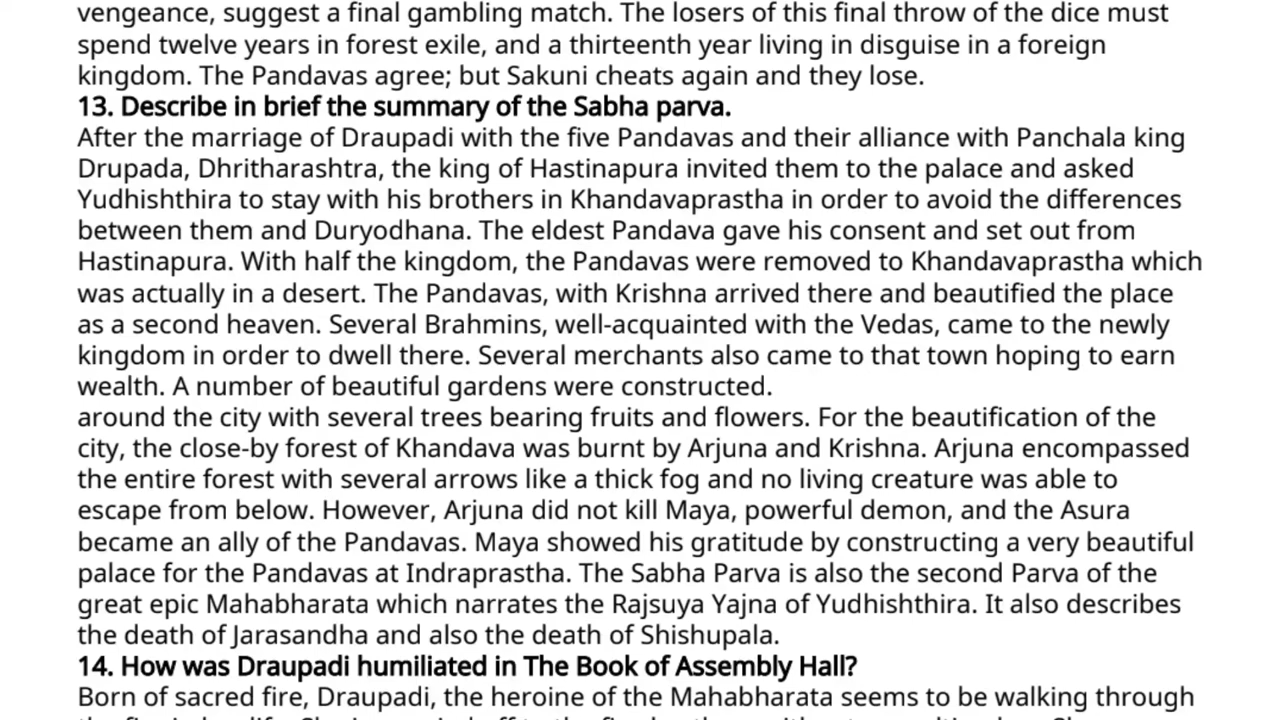 vengeance, suggest a final gambling match. The losers of this final throw of the dice must
spend twelve years in forest exile, and a thirteenth year living in disguise in a foreign
kingdom. The Pandavas agree; but Sakuni cheats again and they lose.
13. Describe in brief the summary of the Sabha parva.
After the marriage of Draupadi with the five Pandavas and their alliance with Panchala king
Drupada, Dhritharashtra, the king of Hastinapura invited them to the palace and asked
Yudhishthira to stay with his brothers in Khandavaprastha in order to avoid the differences
between them and Duryodhana. The eldest Pandava gave his consent and set out from
Hastinapura. With half the kingdom, the Pandavas were removed to Khandavaprastha which
was actually in a desert. The Pandavas, with Krishna arrived there and beautified the place
as a second heaven. Several Brahmins, well-acquainted with the Vedas, came to the newly
kingdom in order to dwell there. Several merchants also came to that town hoping to earn
wealth. A number of beautiful gardens were constructed.
around the city with several trees bearing fruits and flowers. For the beautification of the
city, the close-by forest of Khandava was burnt by Arjuna and Krishna. Arjuna encompassed
the entire forest with several arrows like a thick fog and no living creature was able to
escape from below. However, Arjuna did not kill Maya, powerful demon, and the Asura
became an ally of the Pandavas. Maya showed his gratitude by constructing a very beautiful
palace for the Pandavas at Indraprastha. The Sabha Parva is also the second Parva of the
great epic Mahabharata which narrates the Rajsuya Yajna of Yudhishthira. It also describes
the death of Jarasandha and also the death of Shishupala.
14. How was Draupadi humiliated in The Book of Assembly Hall?
Born of sacred fire, Draupadi, the heroine of the Mahabharata seems to be walking through